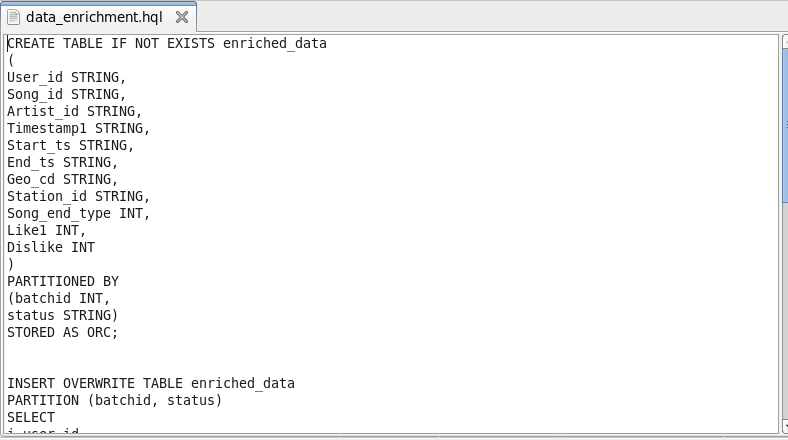 data_enrichment.hql
CREATE TABLE IF NOT EXISTS enriched_data
(
User_id STRING,
Song_id STRING,
Artist_id STRING,
Timestamp1 STRING,
Start_ts STRING,
End_ts STRING,
Geo_cd STRING,
Station_id STRING,
Song_end_type INT,
Like1 INT,
Dislike INT
)
PARTITIONED BY
(batchid INT,
status STRING)
STORED AS ORC;
INSERT OVERWRITE TABLE enriched_data
PARTITION (batchid, status)
SELECT
i.user_id